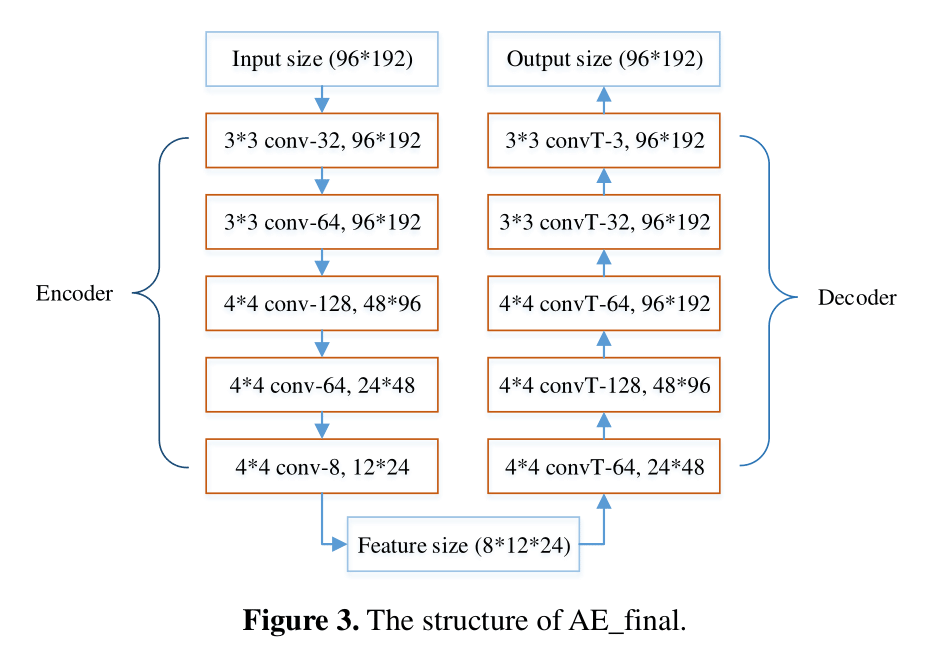 Input size (96*192)
3*3 conv-32, 96*192
3*3 conv-64, 96*192
4*4 conv-128, 48*96
4*4 conv-64, 24*48
4*4 conv-8, 12*24
Encoder
Feature size (8*12*24)
Output size (96*192)
3*3 convT-3, 96*192
3*3 convT-32, 96*192
4*4 convT-64, 96*192
4*4 convT-128, 48*96
4*4 convT-64, 24*48
Decoder
Figure 3. The structure of AE_final.